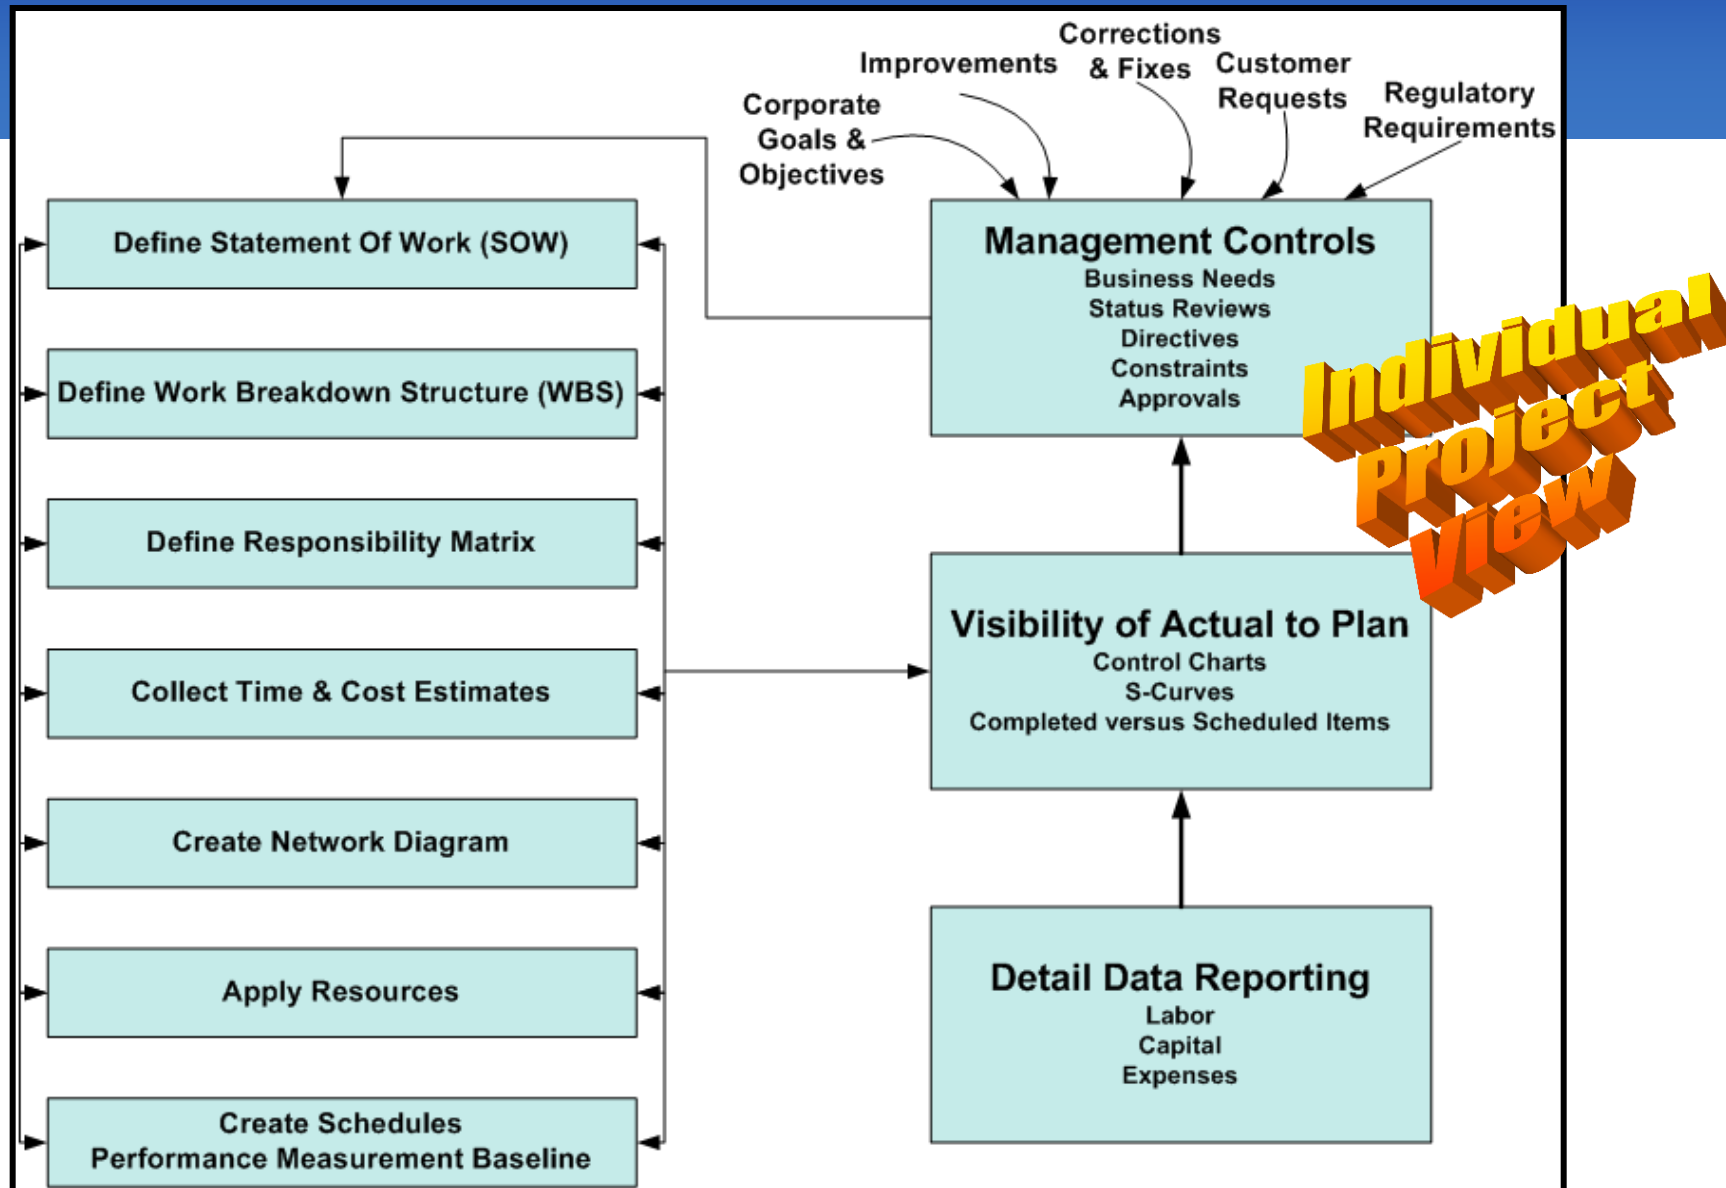 Corrections
& Fixes
Improvements
Customer
Requests
Corporate
Goals &
Objectives
Regulatory
Requirements
Define Statement Of Work (SOW)
Define Work Breakdown Structure (WBS)
Define Responsibility Matrix
Collect Time & Cost Estimates
Create Network Diagram
Apply Resources
Create Schedules
Performance Measurement Baseline
Management Controls
Business Needs
Status Reviews
Directives
Constraints
Approvals
Individual
Project
View
Visibility of Actual to Plan
Control Charts
S-Curves
Completed versus Scheduled Items
Detail Data Reporting
Labor
Capital
Expenses